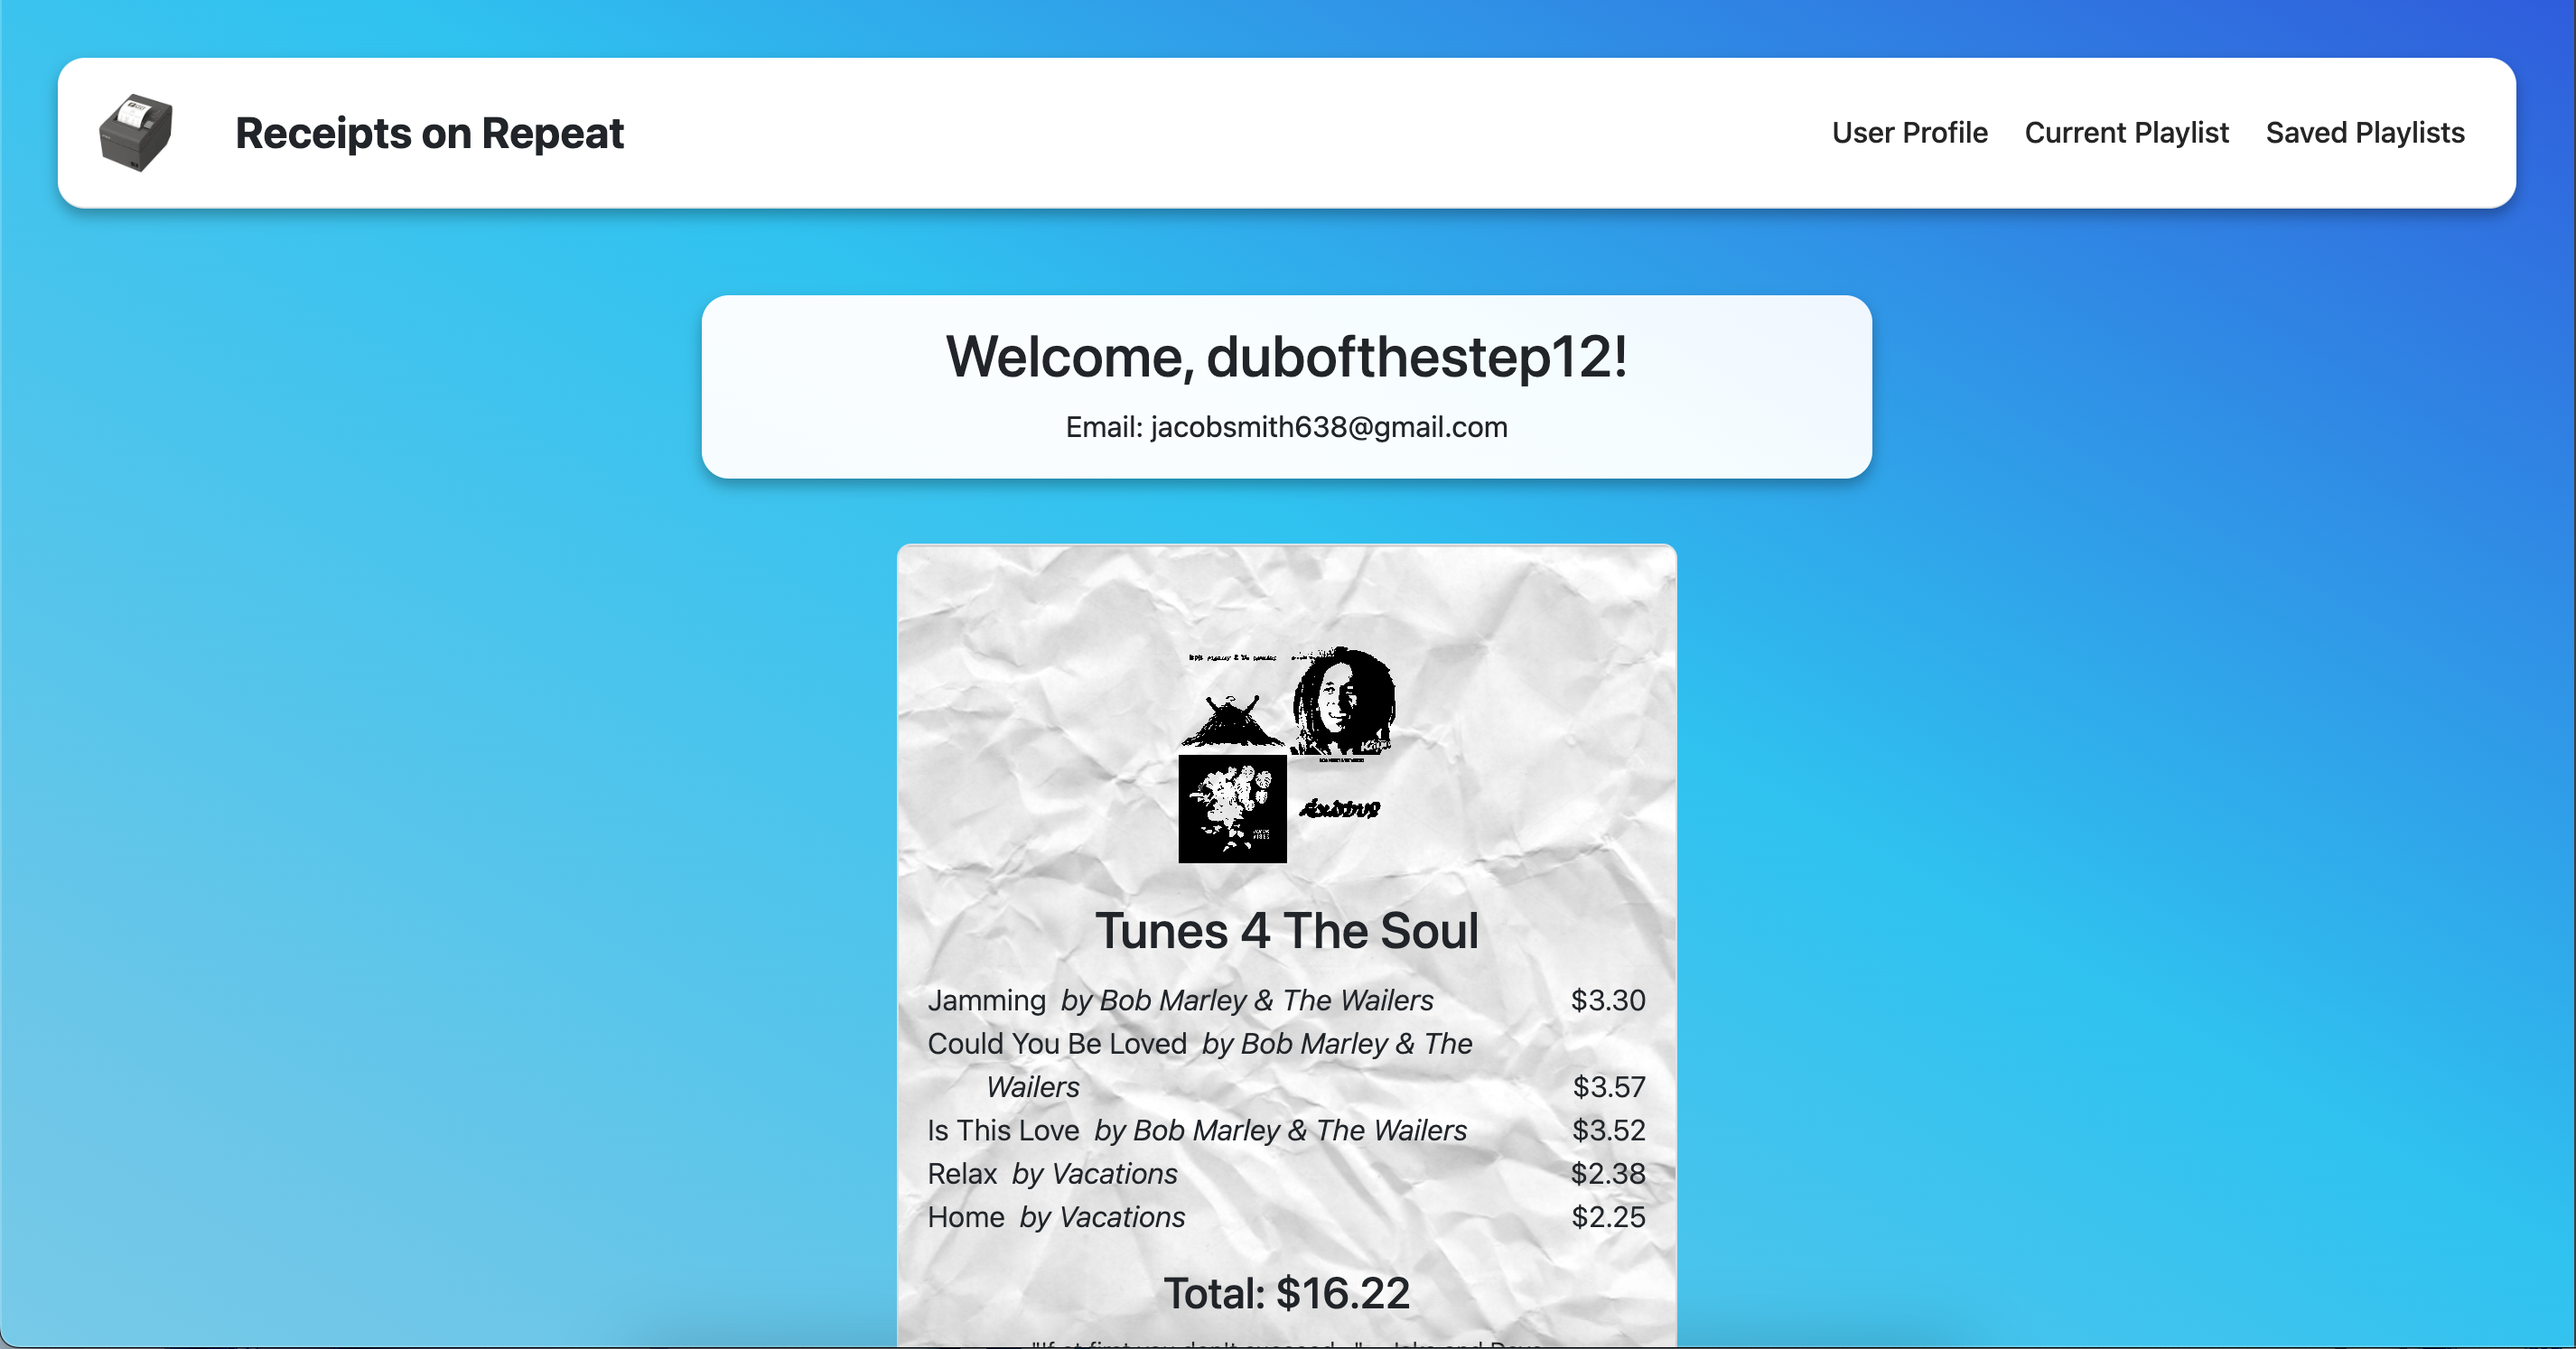 Receipts on Repeat
User Profile Current Playlist Saved Playlists
Welcome, dubofthestep12!
Email: jacobsmith638@gmail.com
Tunes 4 The Soul
Jamming by Bob Marley & The Wailers $3.30
Could You Be Loved by Bob Marley & The
Wailers $3.57
Is This Love by Bob Marley & The Wailers $3.52
Relax by Vacations $2.38
Home by Vacations $2.25
Total: $16.22